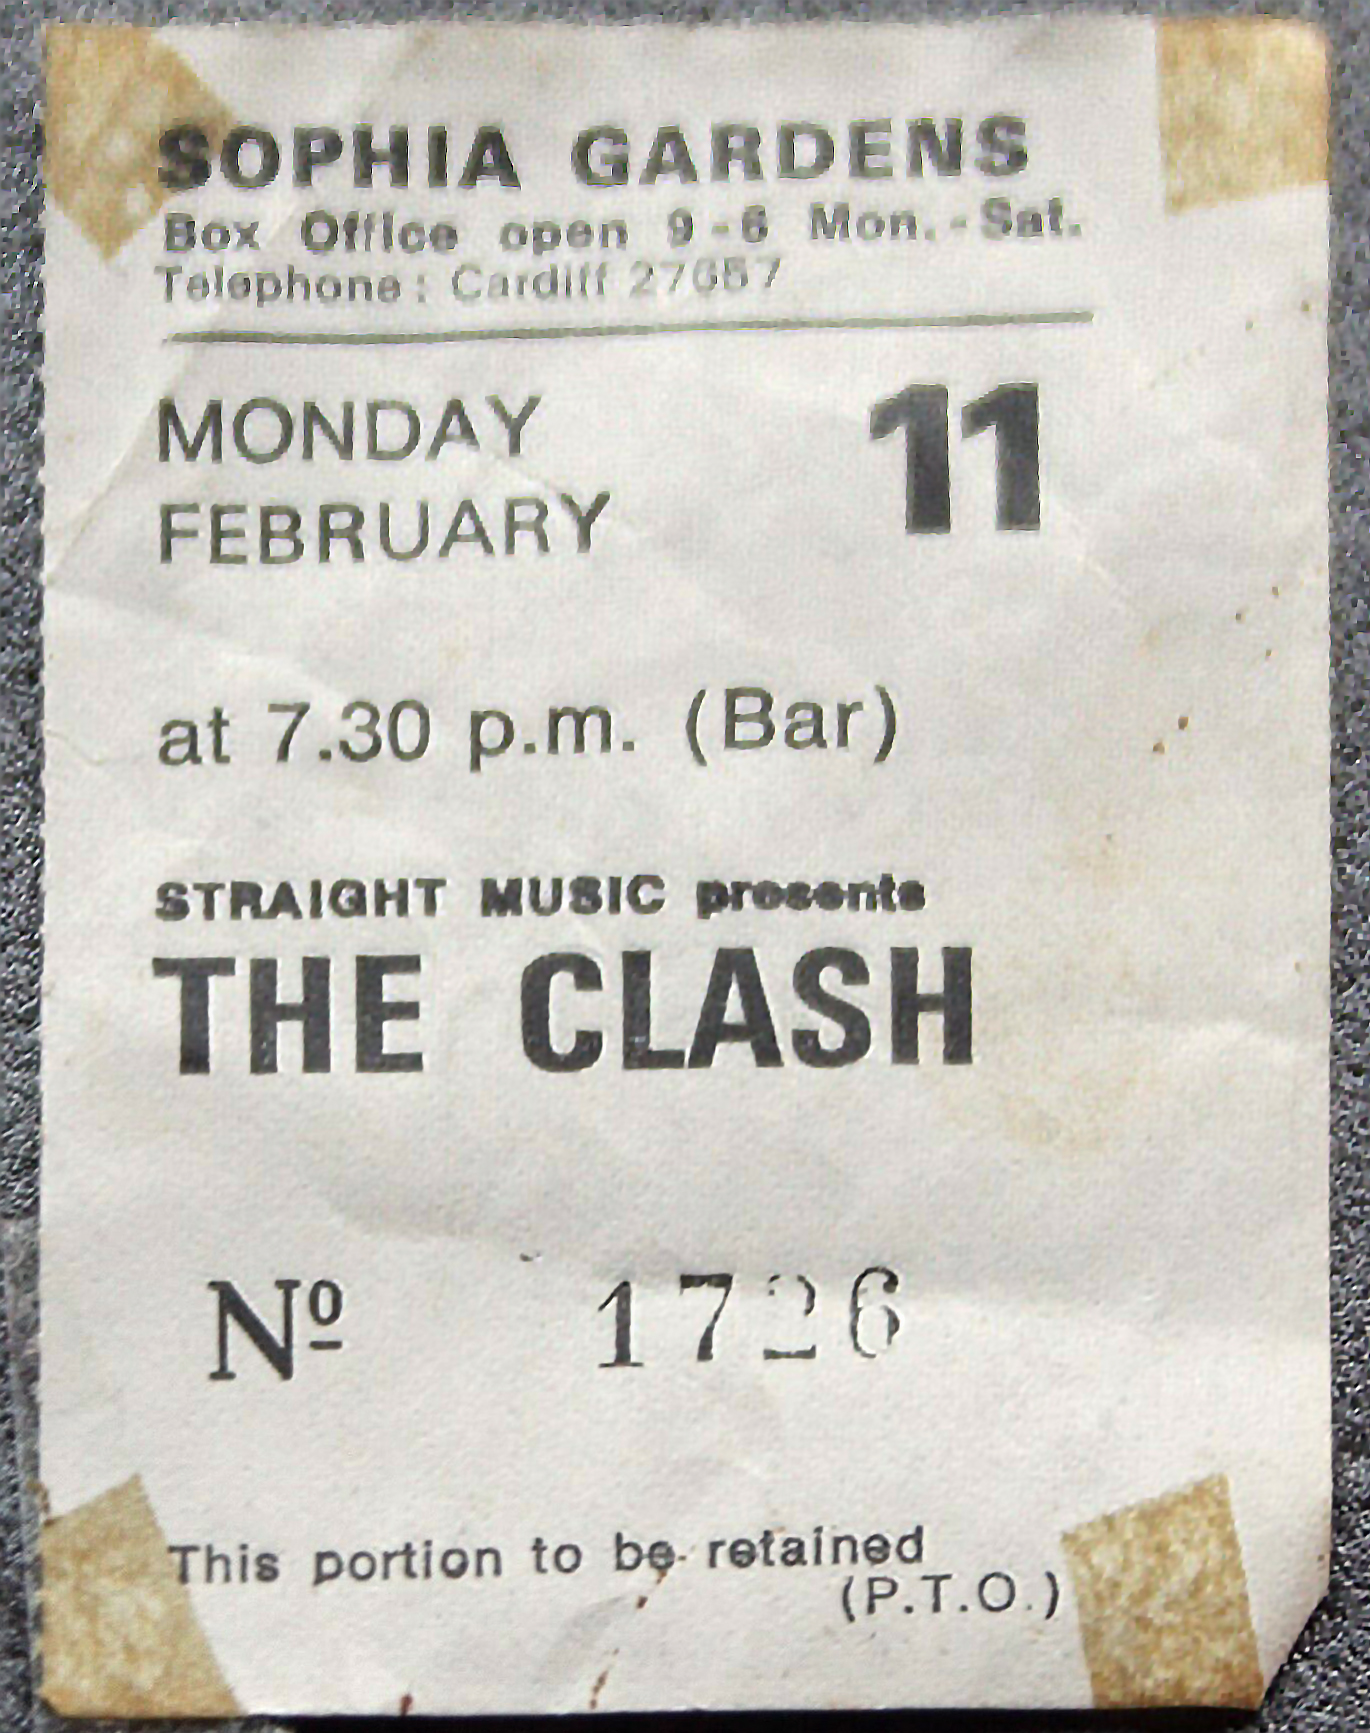 SOPHIA GARDENS
Box Office open 9-6 Mon.-Sat.
Telephone: Cardiff 27657
MONDAY 11
FEBRUARY
at 7.30 p.m. (Bar)
STRAIGHT MUSIC presents
THE CLASH
Nº 1726
This portion to be retained
(P.T.O.)